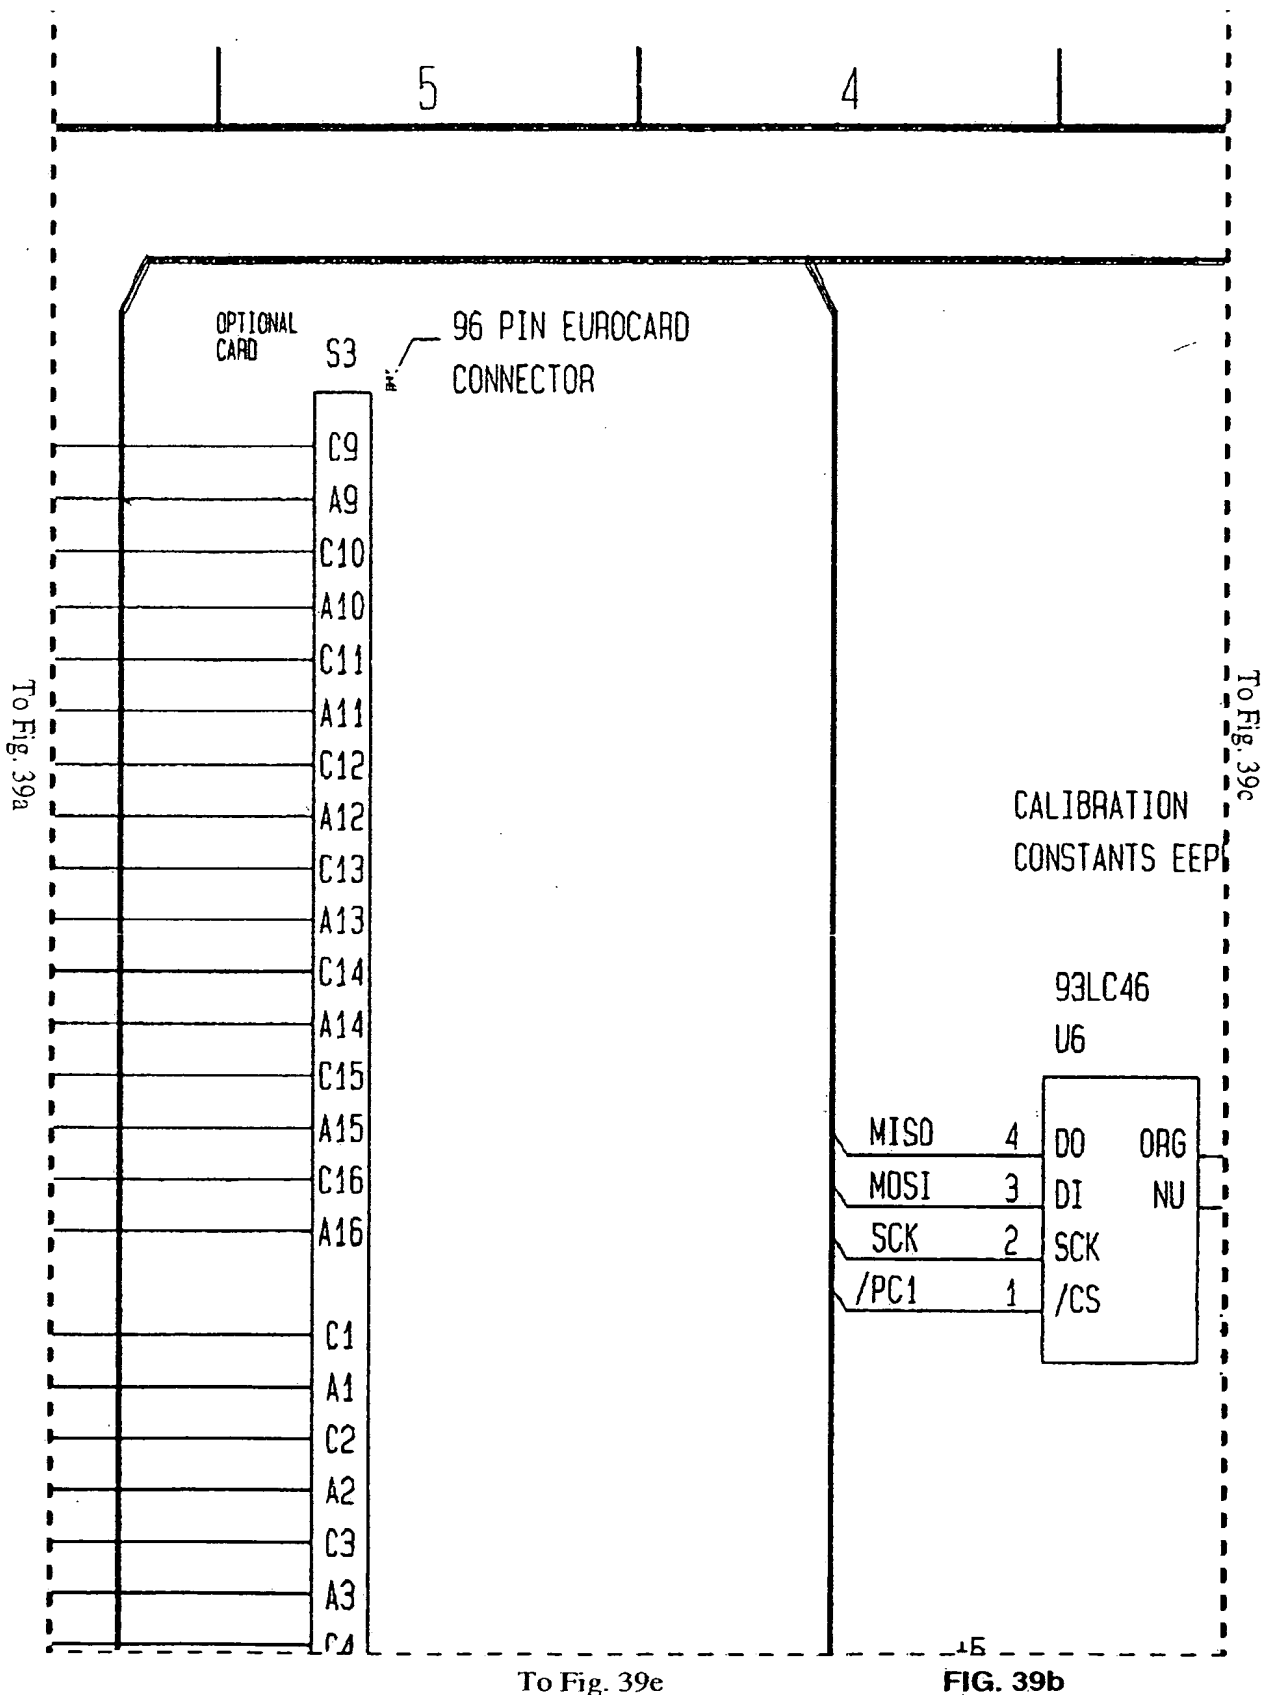 5 4
OPTIONAL
CARD
S3
96 PIN EUROCARD
CONNECTOR
C9
A9
C10
A10
C11
A11
C12
A12
C13
A13
C14
A14
C15
A15
C16
A16
C1
A1
C2
A2
C3
A3
C4
To Fig. 39a
To Fig. 39c
CALIBRATION
CONSTANTS EEP
93LC46
U6
MISO 4 DO ORG
MOSI 3 DI NU
SCK 2 SCK
/PC1 1 /CS
To Fig. 39e
FIG. 39b